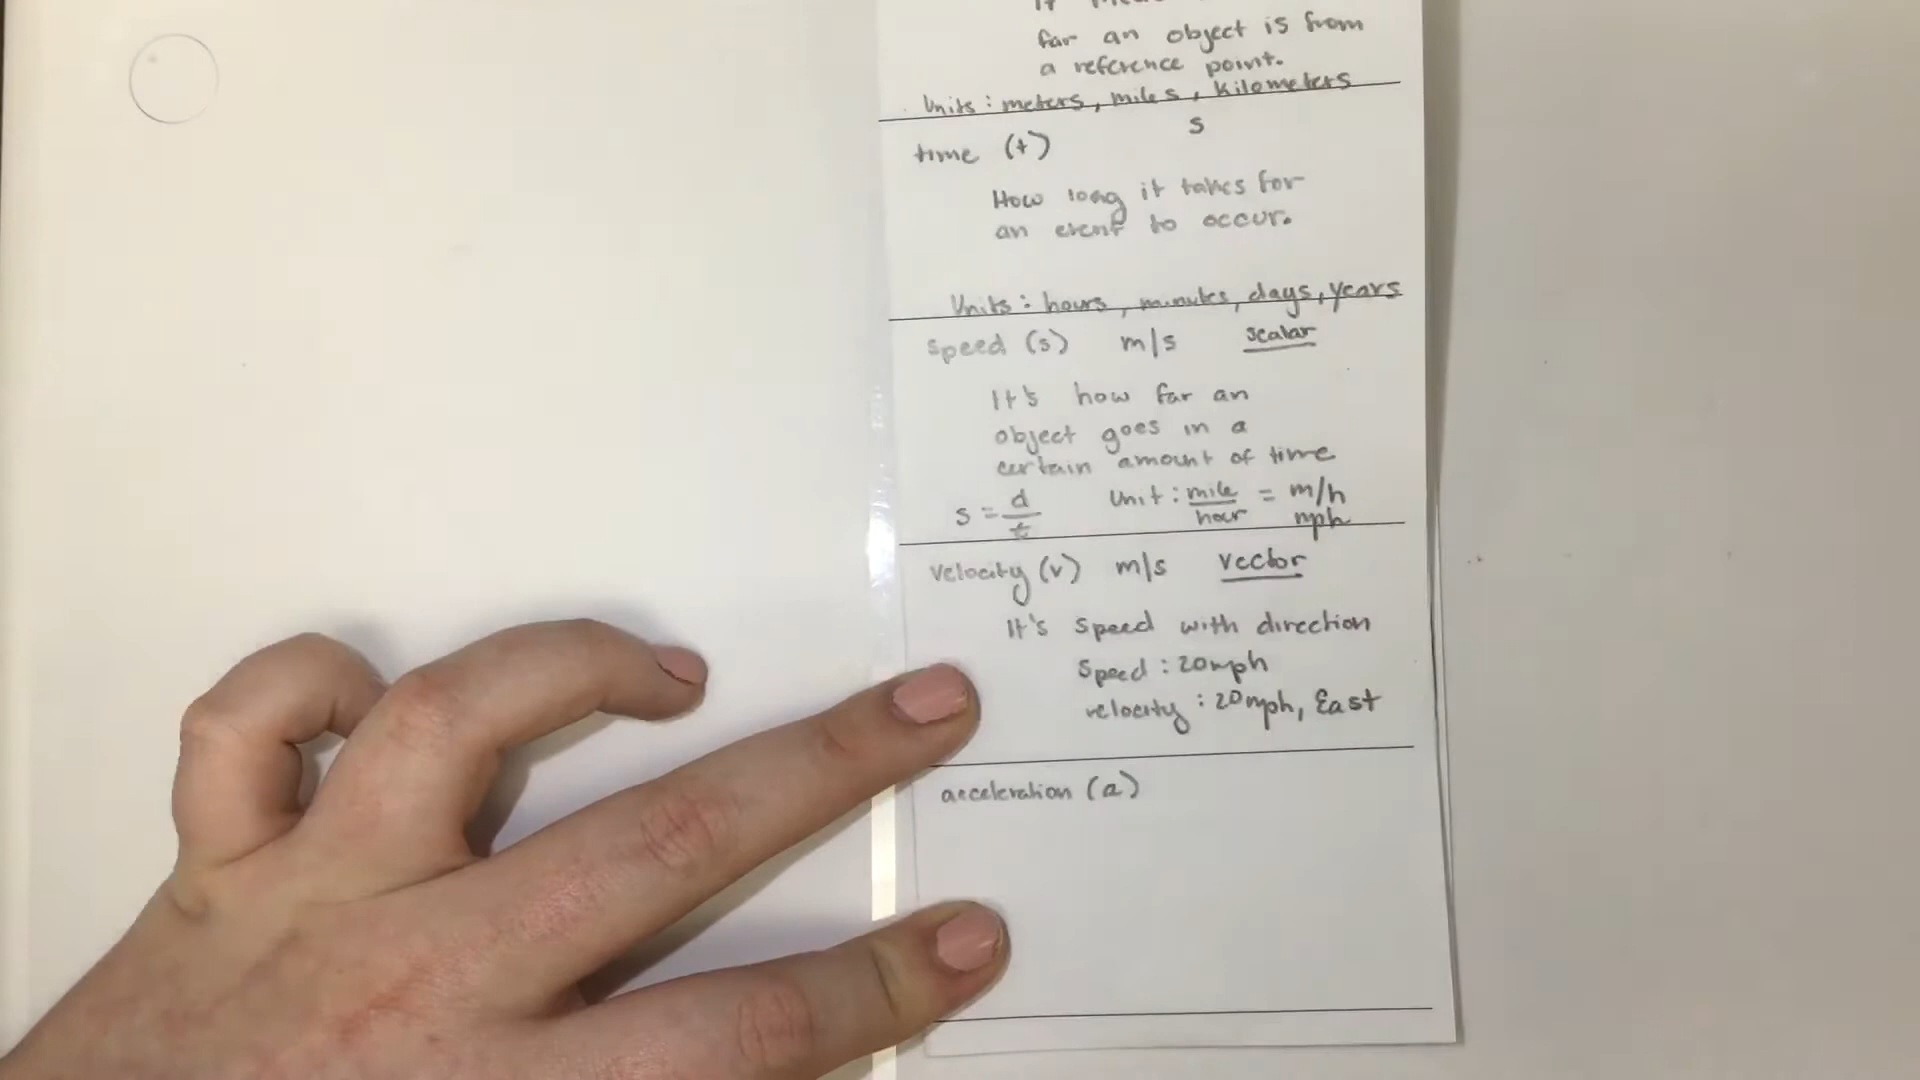 far an object is from
a reference point.
Units: meters, miles, kilometers
s
time (t)
How long it takes for
an event to occur.
Units: hours, minutes, days, years
speed (s) m/s scalar
It's how far an
object goes in a
certain amount of time
s = d/t Unit: mile/hour = m/h
mph
velocity (v) m/s vector
It's speed with direction
speed: 20mph
velocity: 20mph, East
acceleration (a)